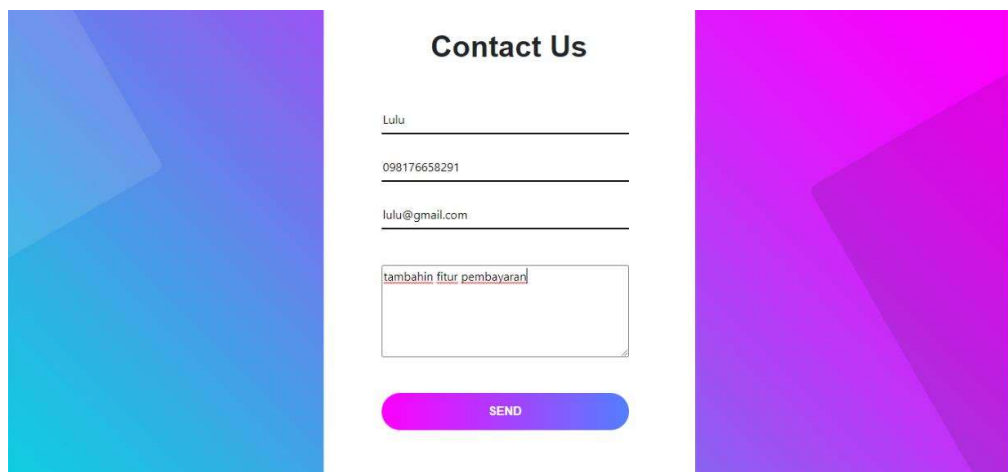 Contact Us
Lulu
098176658291
lulu@gmail.com
tambahin fitur pembayaran
SEND